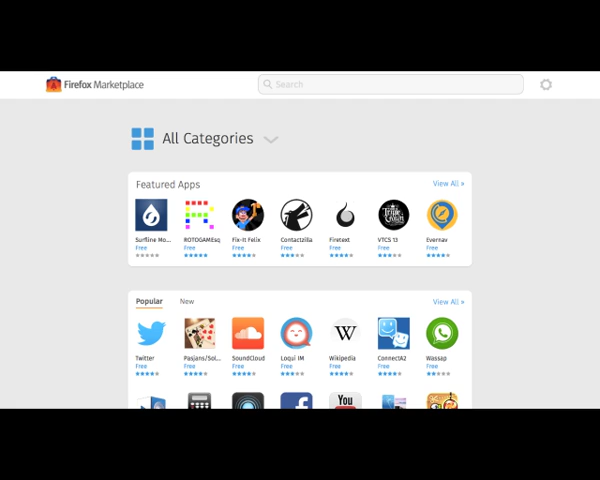 Firefox Marketplace
Search
All Categories
Featured Apps
View All »
Surfline Mo...
ROTOGAMEsq
Fix-It Felix
Contactzilla
Firetext
VTCS 13
Evernav
Free
Free
Free
Free
Free
Free
Free
Popular
New
View All »
W
Twitter
Pasjans/Sol...
SoundCloud
Loqui IM
Wikipedia
ConnectA2
Wassap
Free
Free
Free
Free
Free
Free
Free
You